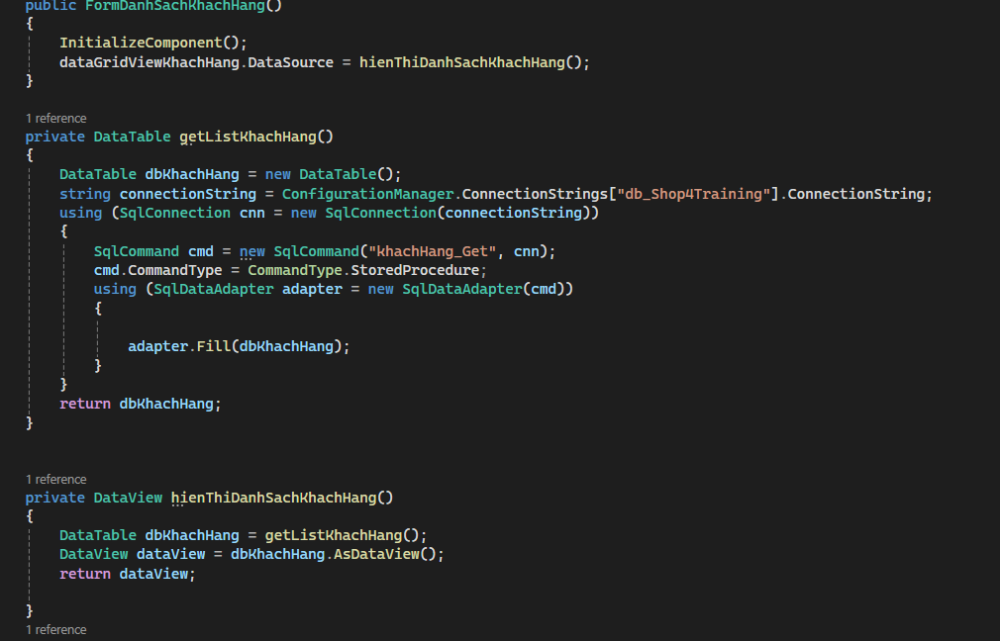 public FormDanhSachKhachHang()
{
InitializeComponent();
dataGridViewKhachHang.DataSource = hienThiDanhSachKhachHang();
}
1 reference
private DataTable getListKhachHang()
{
DataTable dbKhachHang = new DataTable();
string connectionString = ConfigurationManager.ConnectionStrings["db_Shop4Training"].ConnectionString;
using (SqlConnection cnn = new SqlConnection(connectionString))
{
SqlCommand cmd = new SqlCommand("khachHang_Get", cnn);
cmd.CommandType = CommandType.StoredProcedure;
using (SqlDataAdapter adapter = new SqlDataAdapter(cmd))
{
adapter.Fill(dbKhachHang);
}
}
return dbKhachHang;
}
1 reference
private DataView hienThiDanhSachKhachHang()
{
DataTable dbKhachHang = getListKhachHang();
DataView dataView = dbKhachHang.AsDataView();
return dataView;
}
1 reference